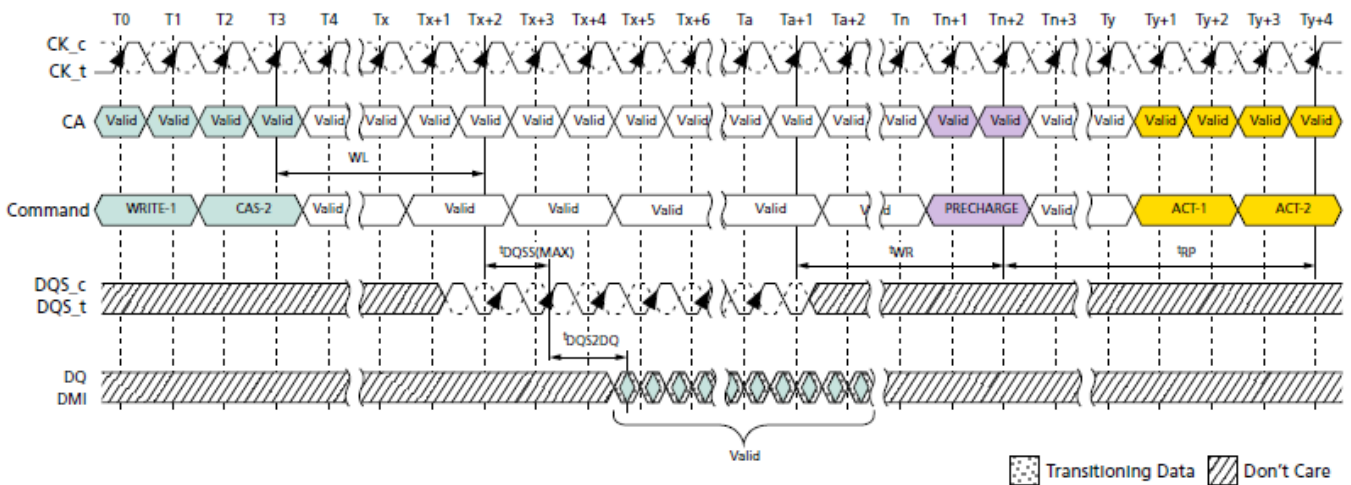 T0 T1 T2 T3 T4 Tx Tx+1 Tx+2 Tx+3 Tx+4 Tx+5 Tx+6 Ta Ta+1 Ta+2 Tn Tn+1 Tn+2 Tn+3 Ty Ty+1 Ty+2 Ty+3 Ty+4
CK_c
CK_t
CA Valid Valid Valid Valid Valid Valid Valid Valid Valid Valid Valid Valid Valid Valid Valid Valid Valid Valid Valid Valid Valid Valid Valid Valid
WL
Command WRITE-1 CAS-2 Valid Valid Valid Valid Valid Valid PRECHARGE Valid ACT-1 ACT-2
tDQSS(MAX) tWR tRP
DQS_c
DQS_t
tDQS2DQ
DQ
DMI
Valid
Transitioning Data Don't Care